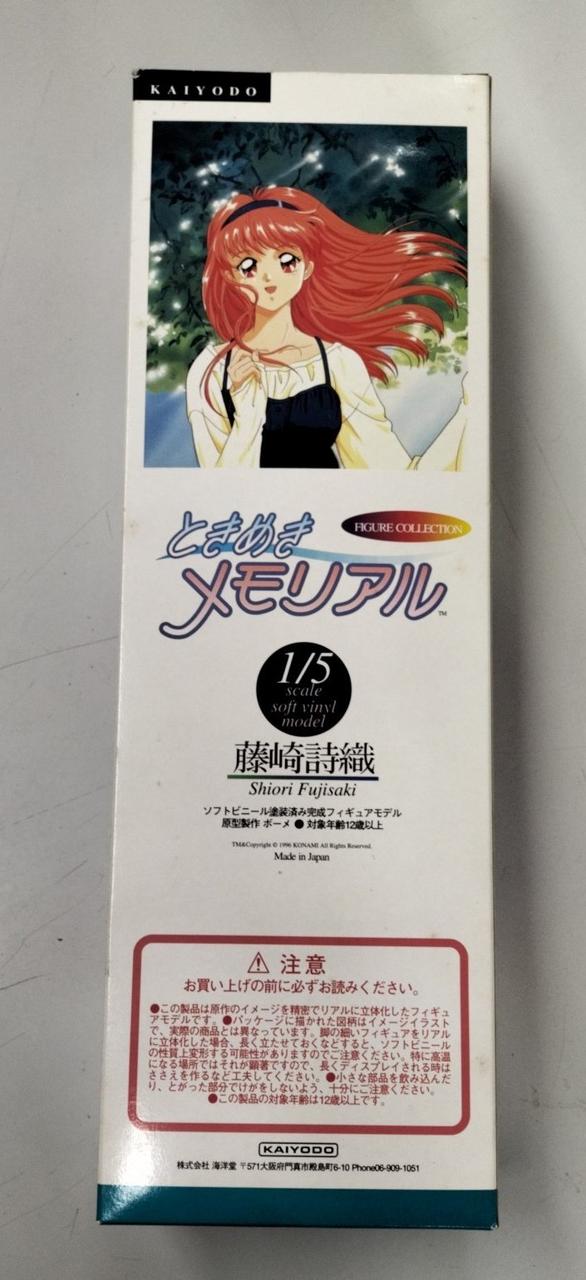 KAIYODO
ときめき
FIGURE COLLECTION
メモリアル™
1/5
scale
soft vinyl
model
藤崎詩織
Shiori Fujisaki
ソフトビニール塗装済み完成フィギュアモデル
原型製作 ボーメ ● 対象年齢12歳以上
TM&Copyright © 1996 KONAMI All Rights Reserved.
Made in Japan
⚠ 注意
お買い上げの前に必ずお読みください。
●この製品は原作のイメージを精密でリアルに立体化したフィギュ
アモデルです。●パッケージに描かれた図柄はイメージイラスト
で、実際の商品とは異なっています。脚の細いフィギュアをリアル
に立体化した場合、長く立たせておくなどすると、ソフトビニール
の性質上変形する可能性がありますのでご注意ください。特に高温
になる場所ではそれが顕著ですので、長くディスプレイされる時は
ささえを作るなど工夫してください。●小さな部品を飲み込んだ
り、とがった部分でけがをしないよう、十分にご注意ください。
●この製品の対象年齢は12歳以上です。
KAIYODO
株式会社 海洋堂 〒571大阪府門真市殿島町6-10 Phone06-909-1051